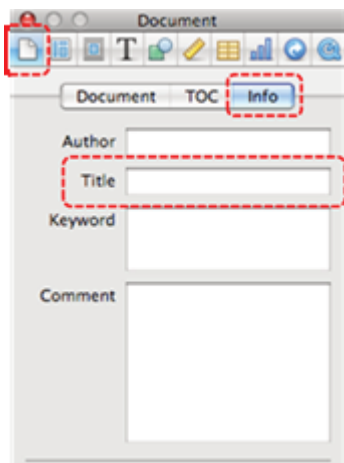 Document
T
Document TOC Info
Author
Title
Keyword
Comment